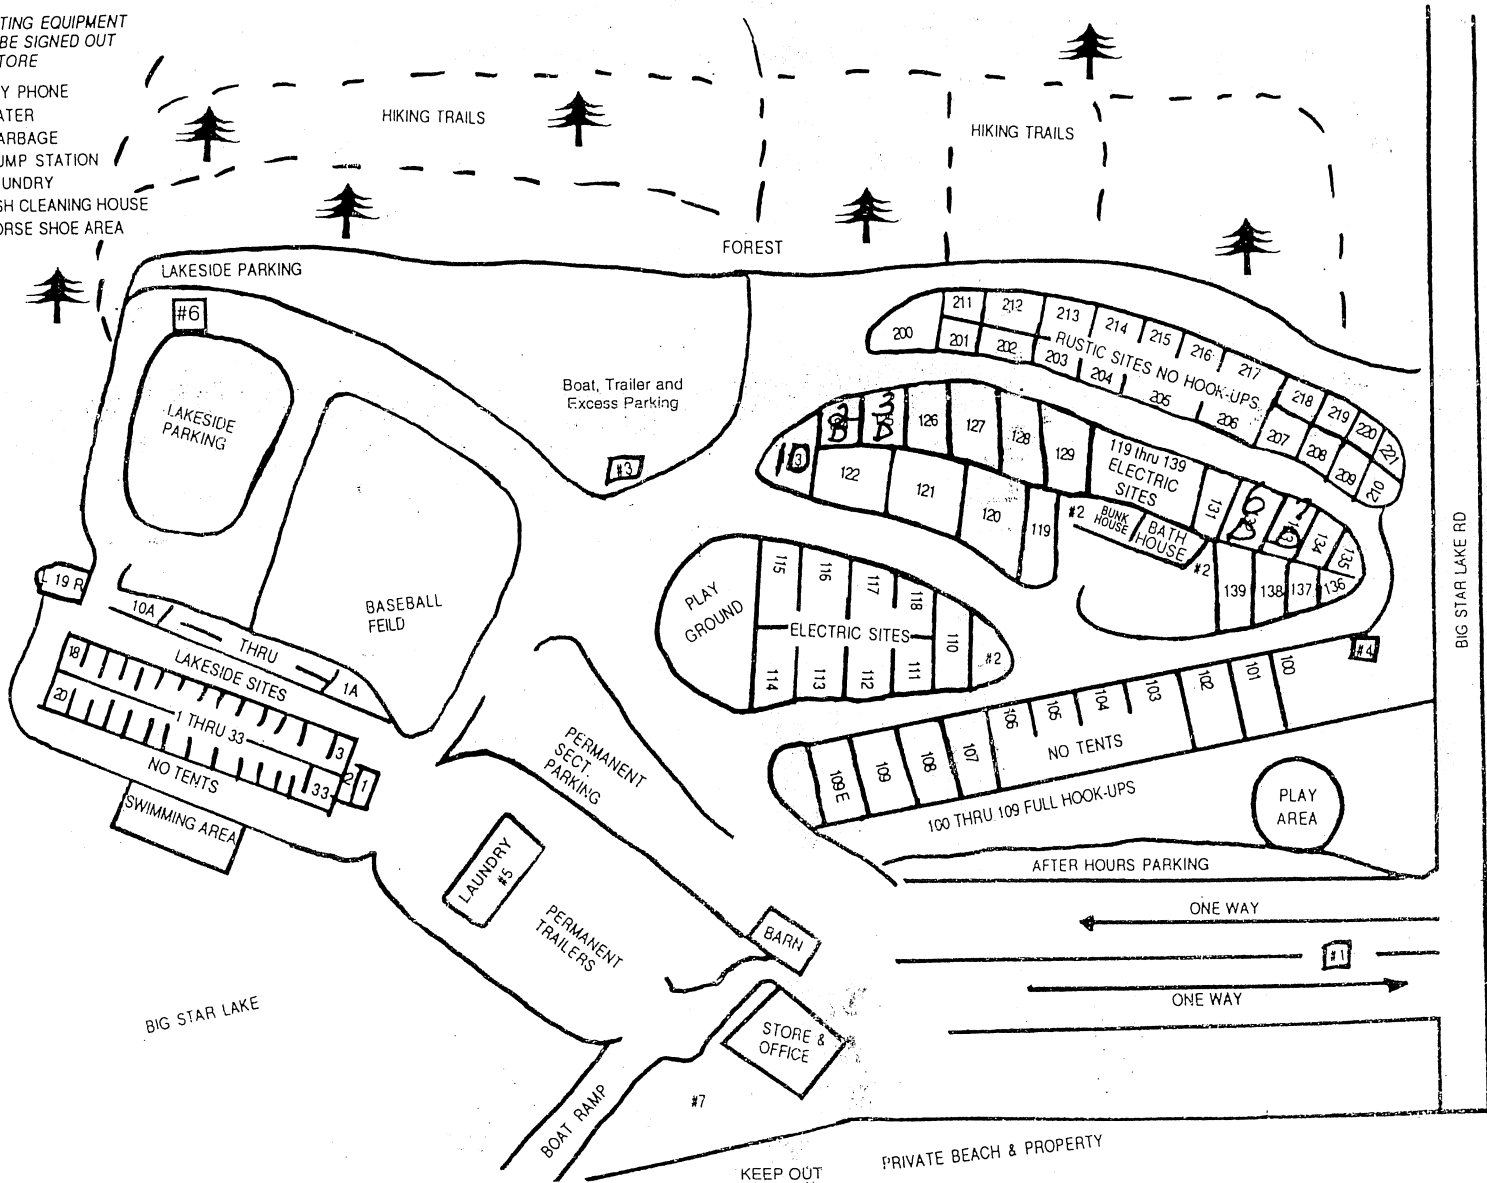 TING EQUIPMENT
BE SIGNED OUT
TORE
Y PHONE
ATER
ARBAGE
UMP STATION
UNDRY
SH CLEANING HOUSE
ORSE SHOE AREA
HIKING TRAILS
HIKING TRAILS
FOREST
LAKESIDE PARKING
#6
LAKESIDE
PARKING
Boat, Trailer and
Excess Parking
#3
211
212
213
214
215
216
217
218
219
220
221
200
201
202
203
204
205
206
207
208
209
210
RUSTIC SITES NO HOOK-UPS
126
127
128
129
119 thru 139
ELECTRIC
SITES
131
134
135
122
121
120
119
#2
BUNK
HOUSE
BATH
HOUSE
#2
139
138
137
136
PLAY
GROUND
115
116
117
118
ELECTRIC SITES
114
113
112
111
110
#2
#4
BIG STAR LAKE RD
L 19 R
10A
THRU
1A
LAKESIDE SITES
18
1 THRU 33
3
20
33
2
1
NO TENTS
SWIMMING AREA
BASEBALL
FEILD
PERMANENT
SECT.
PARKING
109E
109
108
107
106
105
104
103
102
101
100
NO TENTS
100 THRU 109 FULL HOOK-UPS
PLAY
AREA
AFTER HOURS PARKING
ONE WAY
#1
ONE WAY
LAUNDRY
#5
PERMANENT
TRAILERS
BARN
STORE &
OFFICE
BIG STAR LAKE
BOAT RAMP
#7
KEEP OUT
PRIVATE BEACH & PROPERTY